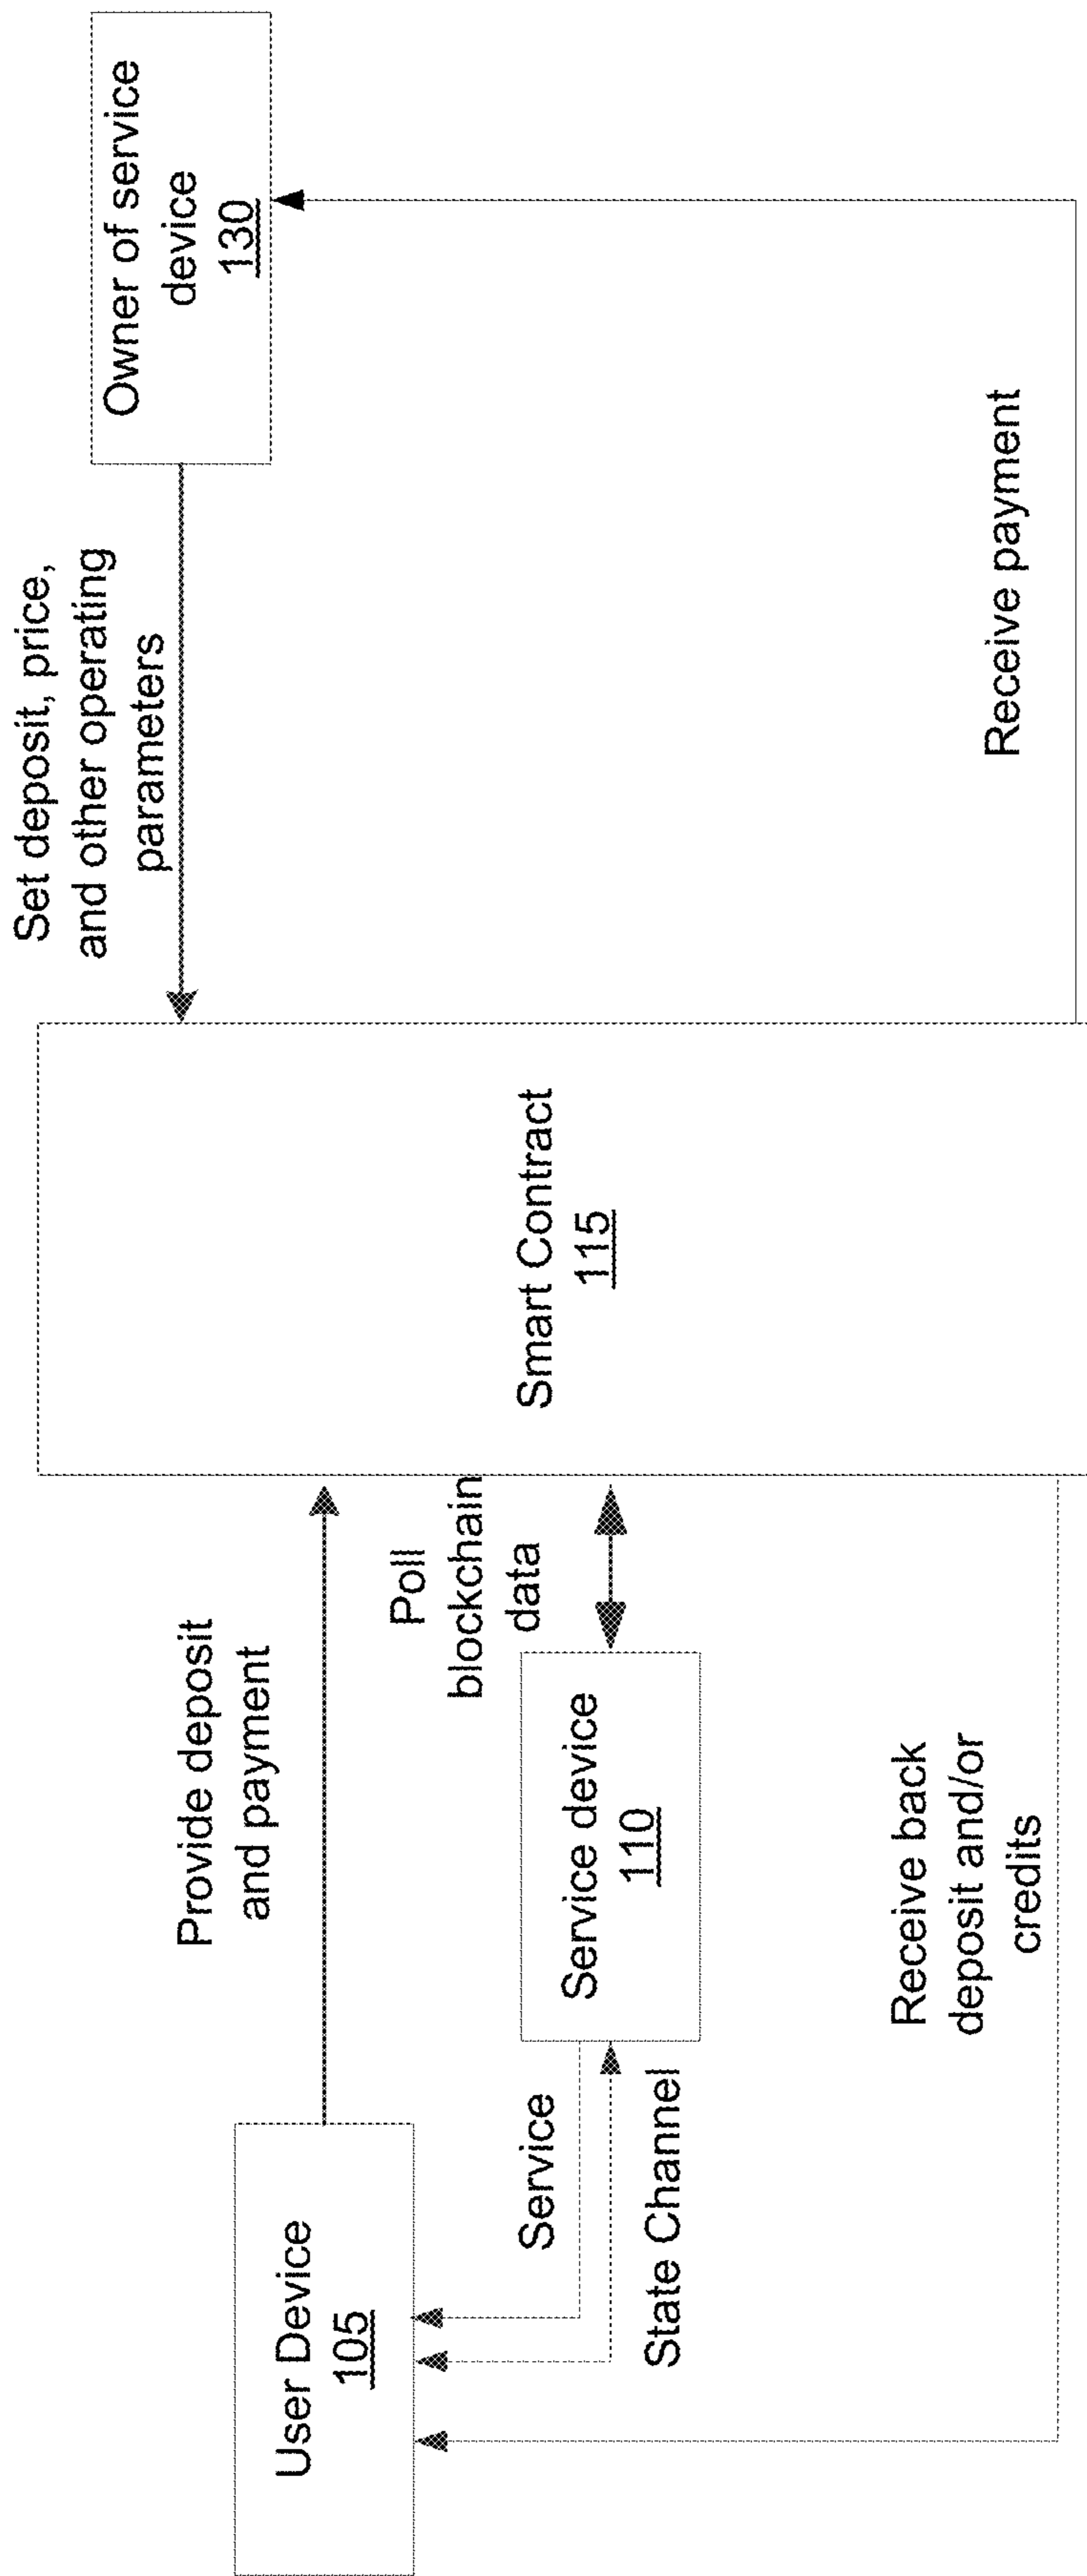 User Device
105
Provide deposit
and payment
Service
State Channel
Service device
110
Poll
blockchain
data
Receive back
deposit and/or
credits
Smart Contract
115
Set deposit, price,
and other operating
parameters
Owner of service
device
130
Receive payment